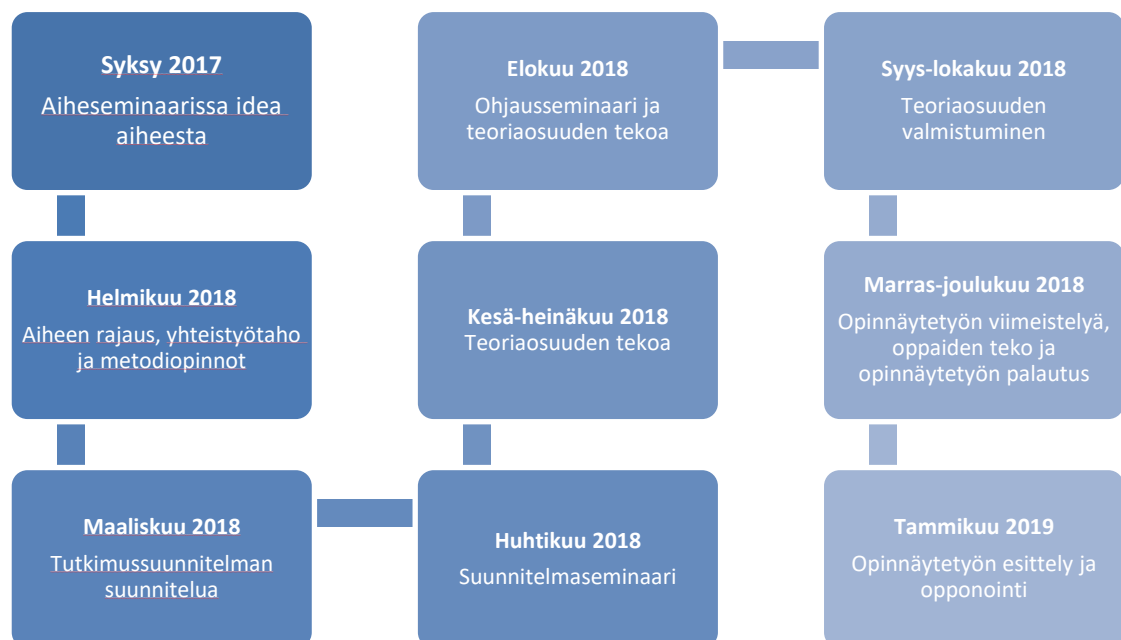 Syksy 2017
Aiheseminaarissa idea
aiheesta
Helmikuu 2018
Aiheen rajaus, yhteistyötaho
ja metodiopinnot
Maaliskuu 2018
Tutkimussuunnitelman
suunnitelua
Huhtikuu 2018
Suunnitelmaseminaari
Kesä-heinäkuu 2018
Teoriaosuuden tekoa
Elokuu 2018
Ohjausseminaari ja
teoriaosuuden tekoa
Syys-lokakuu 2018
Teoriaosuuden
valmistuminen
Marras-joulukuu 2018
Opinnäytetyön viimeistelyä,
oppaiden teko ja
opinnäytetyön palautus
Tammikuu 2019
Opinnäytetyön esittely ja
opponointi